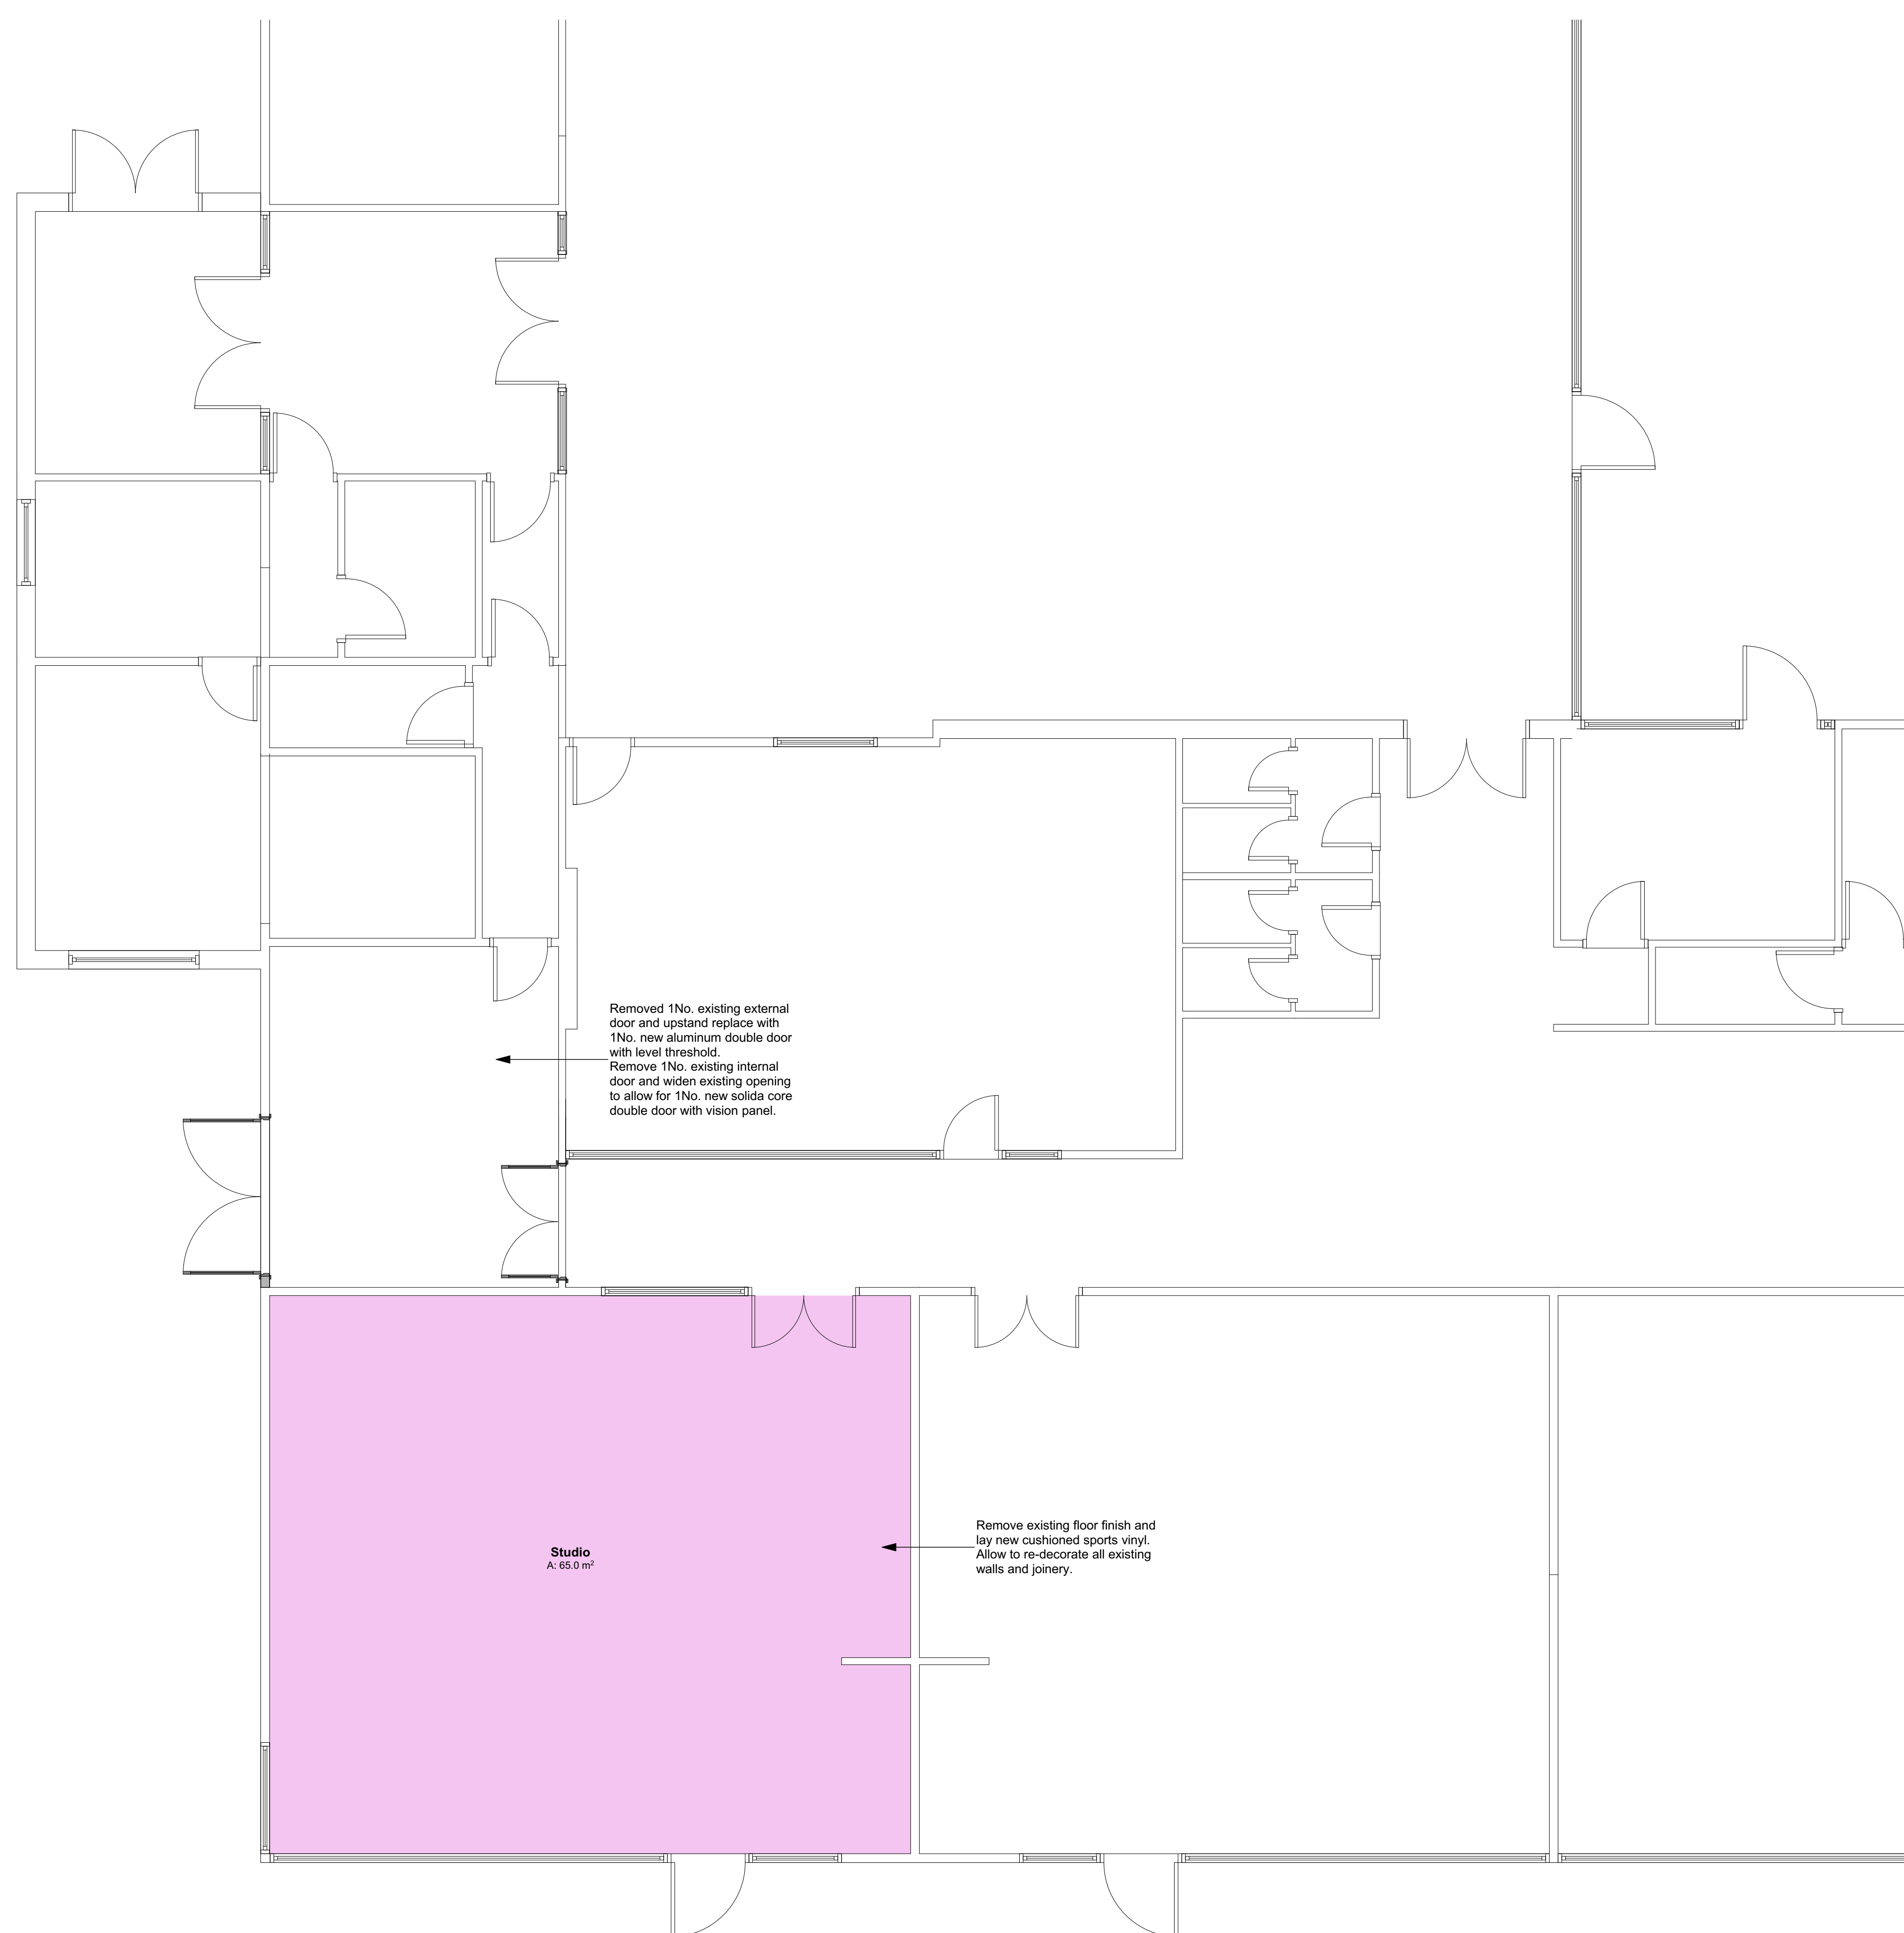 Removed 1No. existing external
door and upstand replace with
1No. new aluminum double door
with level threshold.
Remove 1No. existing internal
door and widen existing opening
to allow for 1No. new solida core
double door with vision panel.
Studio
A: 65.0 m²
Remove existing floor finish and
lay new cushioned sports vinyl.
Allow to re-decorate all existing
walls and joinery.